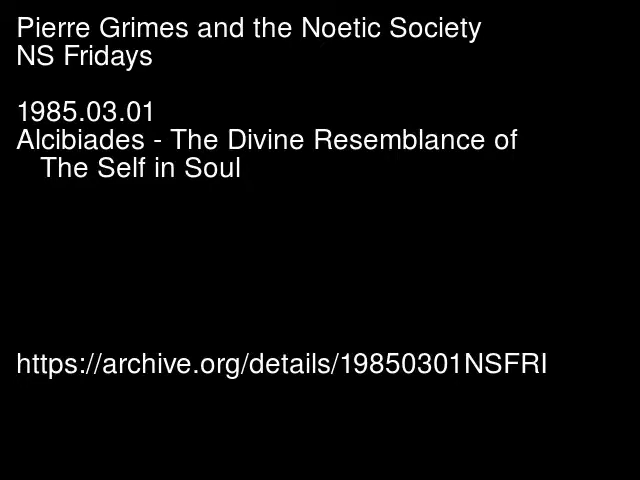 Pierre Grimes and the Noetic Society
NS Fridays
1985.03.01
Alcibiades - The Divine Resemblance of
The Self in Soul
https://archive.org/details/19850301NSFRI